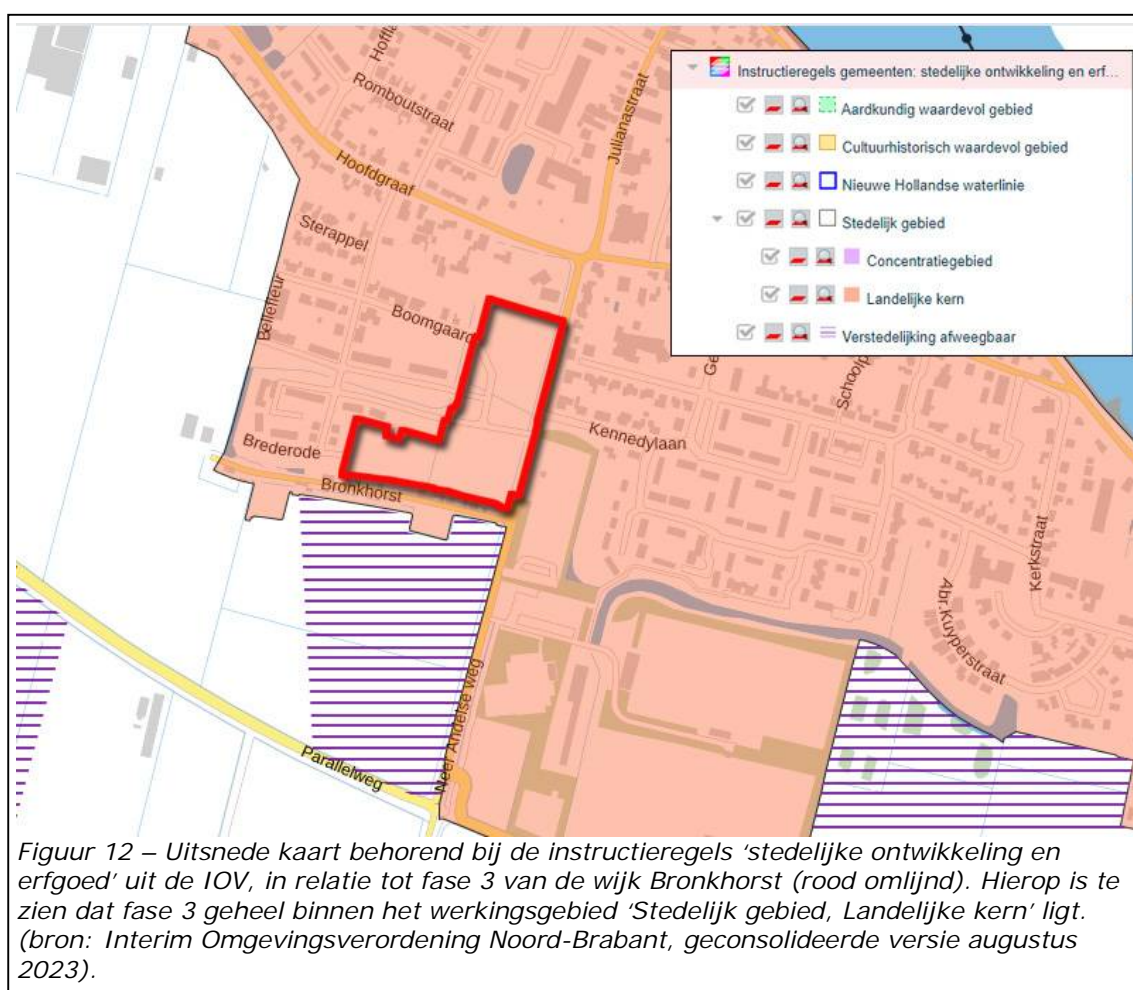 Hoffla
Romboutstraat
Julianastraat
Hoofdgraaf
Sterappel
Bellefleur
Boomgaard
Brederode
Bronkhorst
Kennedylaan
Kerkstraat
Abr.Kuyperstraat
Neer Andelse weg
Parallelweg
Instructieregels gemeenten: stedelijke ontwikkeling en erf...
Aardkundig waardevol gebied
Cultuurhistorisch waardevol gebied
Nieuwe Hollandse waterlinie
Stedelijk gebied
Concentratiegebied
Landelijke kern
Verstedelijking afweegbaar
Figuur 12 – Uitsnede kaart behorend bij de instructieregels ‘stedelijke ontwikkeling en
erfgoed’ uit de IOV, in relatie tot fase 3 van de wijk Bronkhorst (rood omlijnd). Hierop is te
zien dat fase 3 geheel binnen het werkingsgebied ‘Stedelijk gebied, Landelijke kern’ ligt.
(bron: Interim Omgevingsverordening Noord-Brabant, geconsolideerde versie augustus
2023).